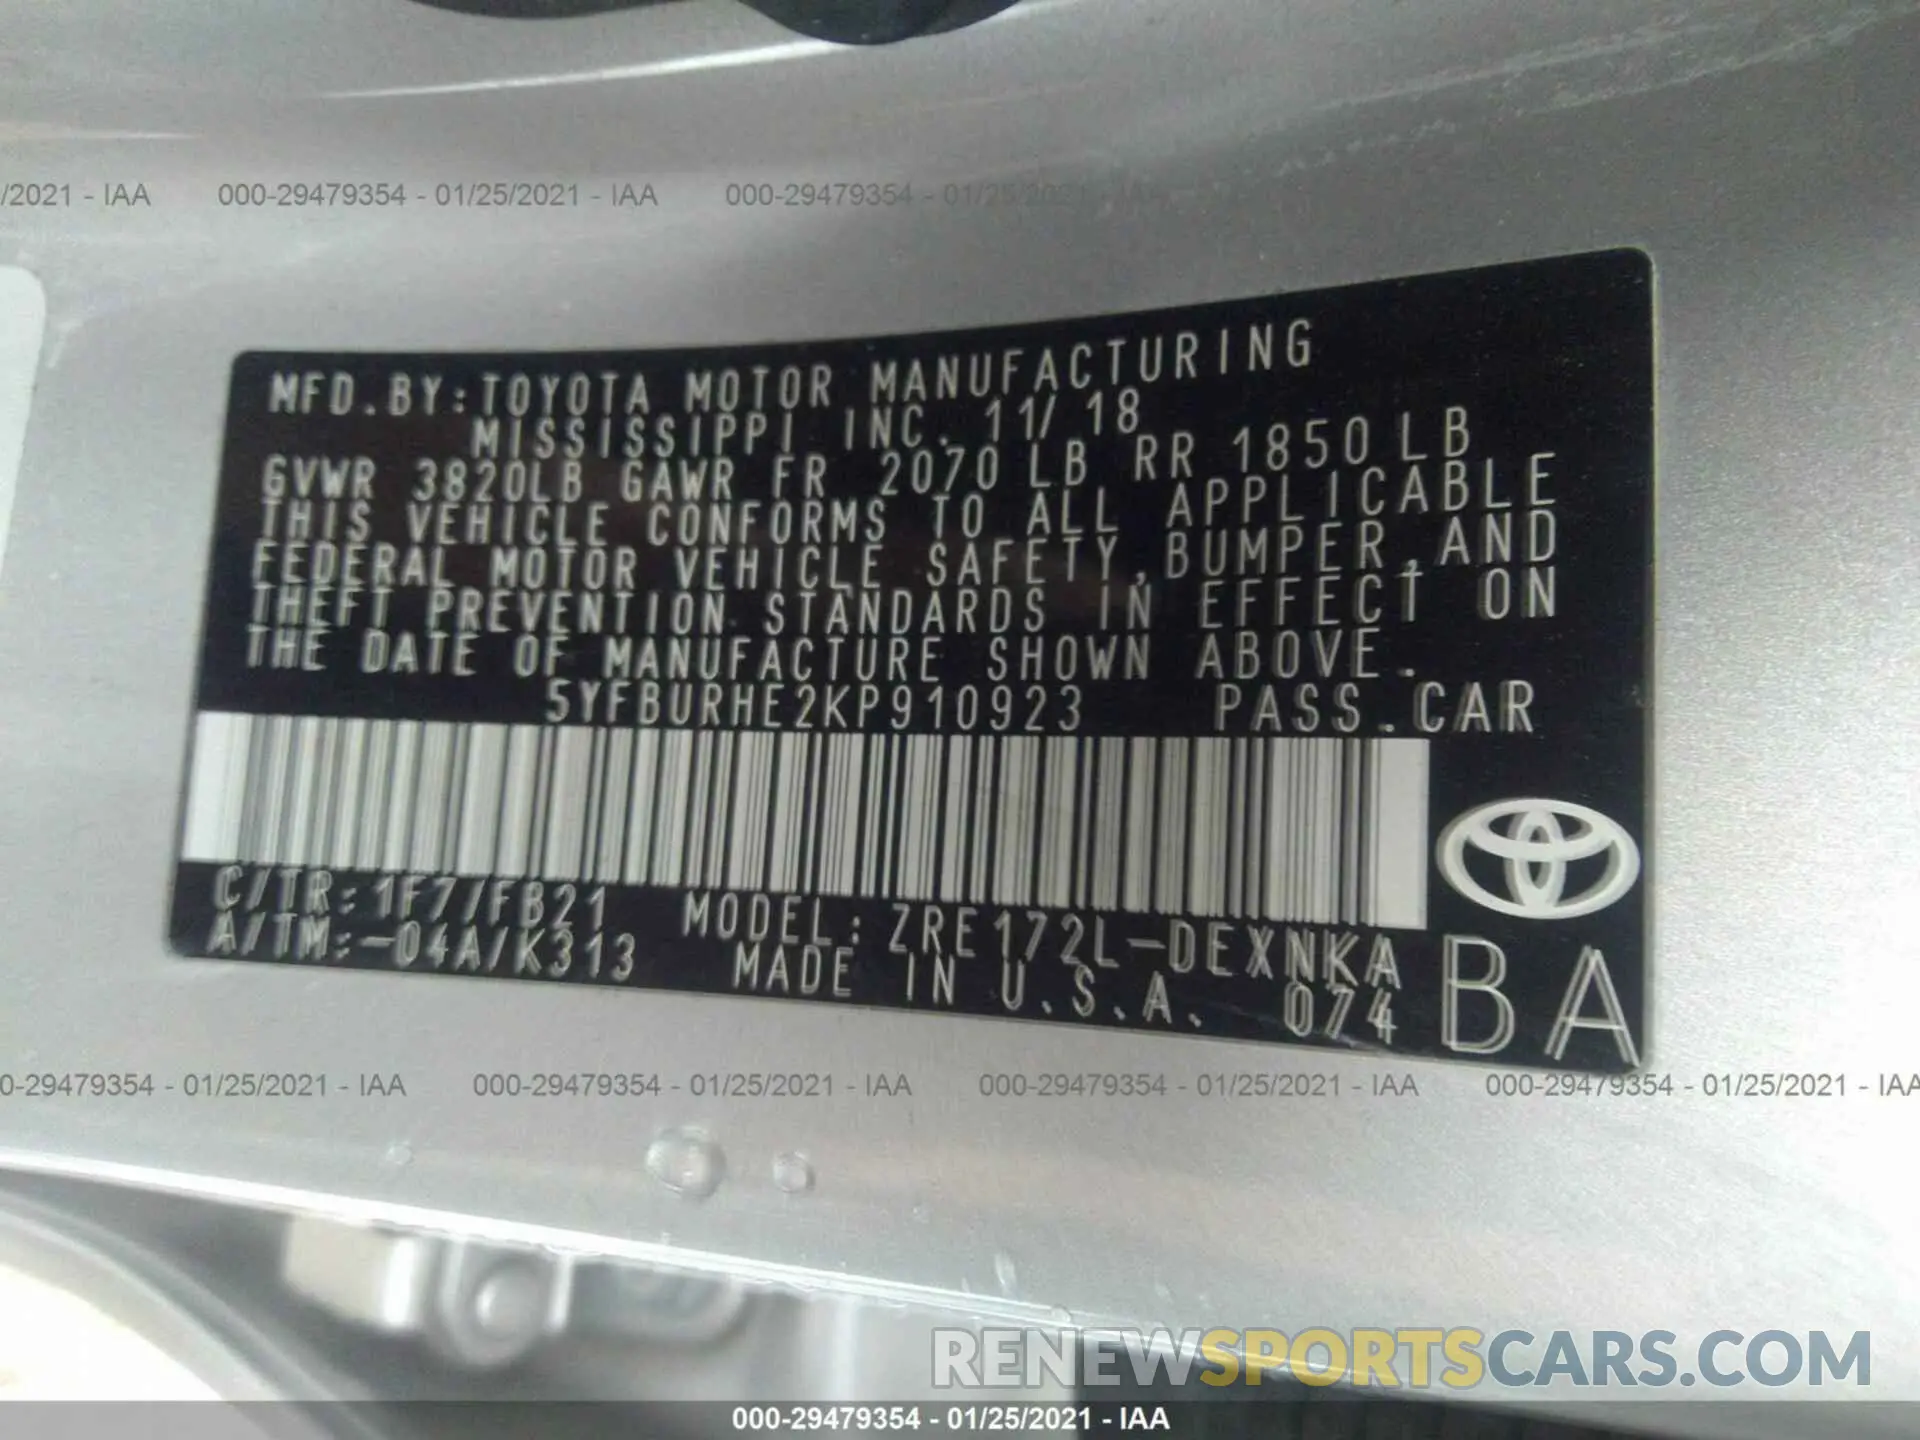 /2021 - IAA 000-29479354 - 01/25/2021 - IAA 000-29479354 - 01/25/2021 - IAA
MFD.BY:TOYOTA MOTOR MANUFACTURING
MISSISSIPPI INC. 11/18
GVWR 3820LB GAWR FR 2070LB RR 1850LB
THIS VEHICLE CONFORMS TO ALL APPLICABLE
FEDERAL MOTOR VEHICLE SAFETY,BUMPER,AND
THEFT PREVENTION STANDARDS IN EFFECT ON
THE DATE OF MANUFACTURE SHOWN ABOVE.
5YFBURHE2KP910923 PASS.CAR
C/TR:1F7/FB21 MODEL:ZRE172L-DEXNKA
A/TM:-04A/K313 MADE IN U.S.A. 074
BA
0-29479354 - 01/25/2021 - IAA 000-29479354 - 01/25/2021 - IAA 000-29479354 - 01/25/2021 - IAA 000-29479354 - 01/25/2021 - IAA
RENEWSPORTSCARS.COM
000-29479354 - 01/25/2021 - IAA